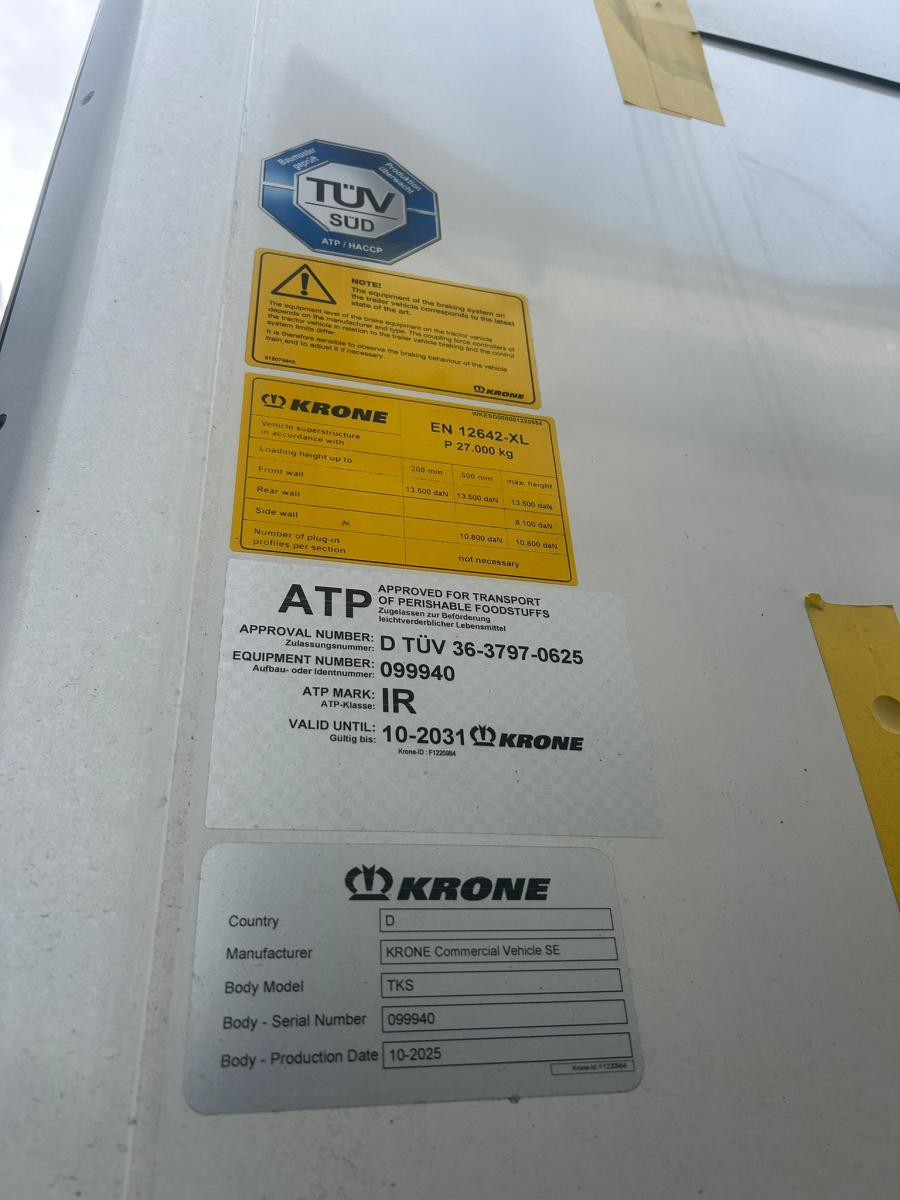 Baumuster
geprüft
Produktion
überwacht
TÜV
SÜD
ATP / HACCP
NOTE!
The equipment of the braking system on
the trailer vehicle corresponds to the latest
state of the art.
The equipment level of the brake equipment on the tractor vehicle
depends on the manufacturer and type. The coupling force controllers of
the tractor vehicle in relation to the trailer vehicle braking and the control
system limits differ.
It is therefore sensible to observe the braking behaviour of the vehicle
train and to adjust it if necessary.
KRONE
WKESD000001220984
KRONE
Vehicle superstructure
in accordance with
EN 12642-XL
P 27.000 kg
Loading height up to 200 mm 800 mm max. height
Front wall 13.500 daN 13.500 daN 13.500 daN
Rear wall 8.100 daN
Side wall 10.800 daN 10.800 daN
Number of plug-in
profiles per section
not necessary
ATP APPROVED FOR TRANSPORT
OF PERISHABLE FOODSTUFFS
Zugelassen zur Beförderung
leichtverderblicher Lebensmittel
APPROVAL NUMBER: D TÜV 36-3797-0625
Zulassungsnummer:
EQUIPMENT NUMBER: 099940
Aufbau- oder Identnummer:
ATP MARK: IR
ATP-Klasse:
VALID UNTIL: 10-2031 KRONE
Gültig bis:
Krone-ID : F1220984
KRONE
Country D
Manufacturer KRONE Commercial Vehicle SE
Body Model TKS
Body - Serial Number 099940
Body - Production Date 10-2025
Krone-Id: F1220984